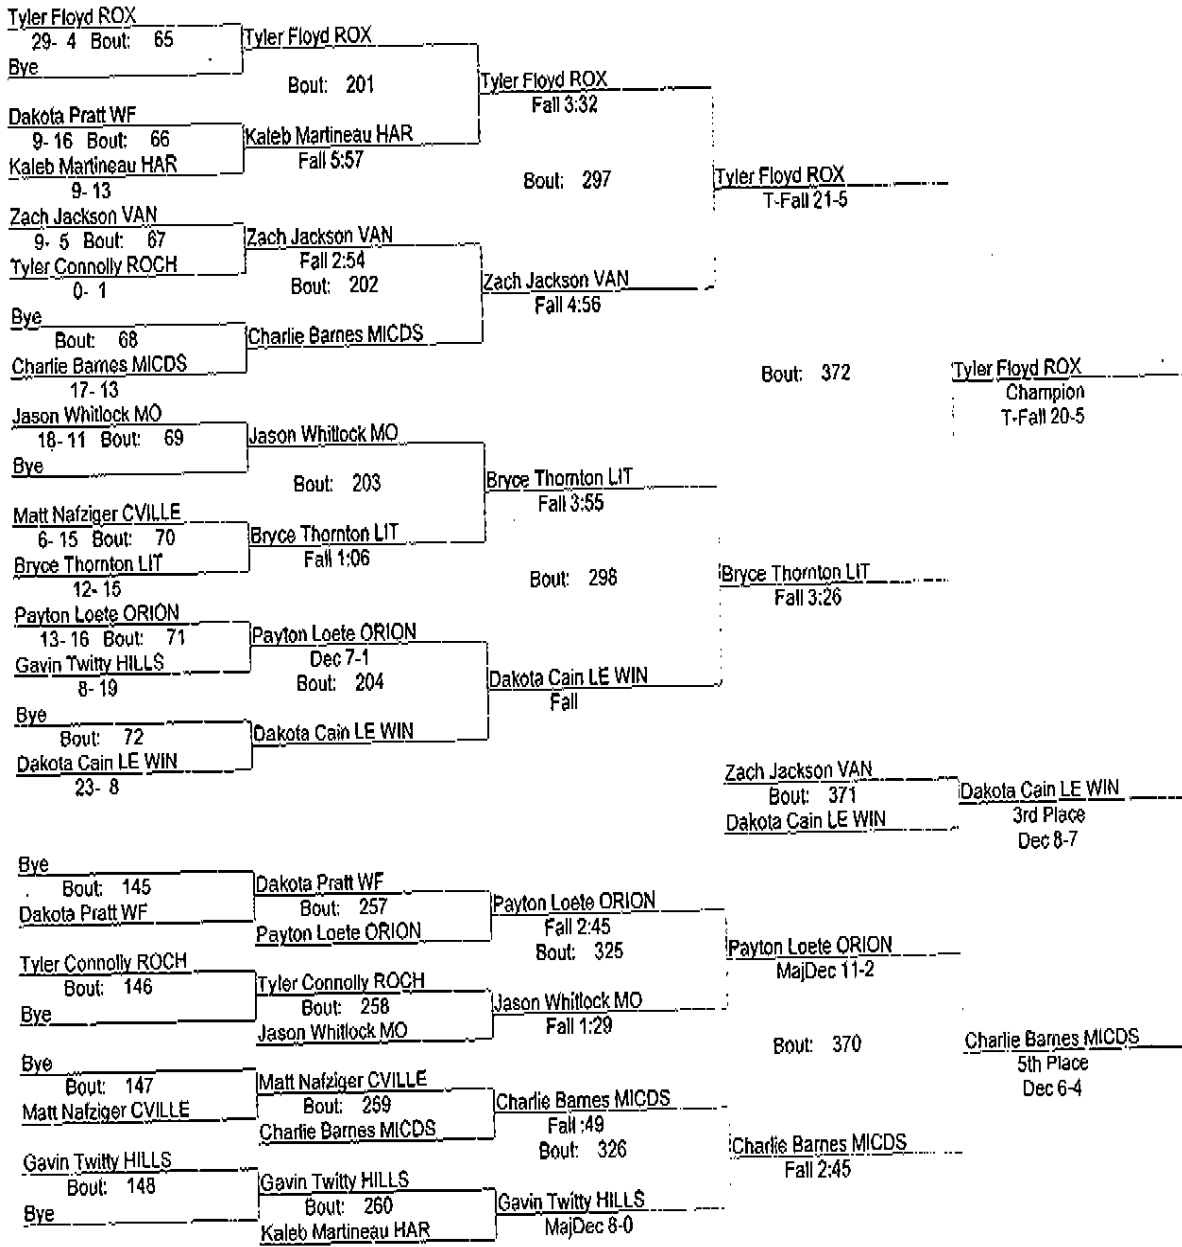 Tyler Floyd ROX
29- 4 Bout: 65
Bye
Tyler Floyd ROX
Bout: 201
Dakota Pratt WF
9- 16 Bout: 66
Kaleb Martineau HAR
9- 13
Kaleb Martineau HAR
Fall 5:57
Tyler Floyd ROX
Fall 3:32
Bout: 297
Zach Jackson VAN
9- 5 Bout: 67
Tyler Connolly ROCH
0- 1
Zach Jackson VAN
Fall 2:54
Bout: 202
Bye
Bout: 68
Charlie Barnes MICDS
17- 13
Charlie Barnes MICDS
Zach Jackson VAN
Fall 4:56
Tyler Floyd ROX
T-Fall 21-5
Bout: 372
Tyler Floyd ROX
Champion
T-Fall 20-5
Jason Whitlock MO
18- 11 Bout: 69
Bye
Jason Whitlock MO
Bout: 203
Matt Nafziger CVILLE
6- 15 Bout: 70
Bryce Thornton LIT
12- 15
Bryce Thornton LIT
Fall 1:06
Bryce Thornton LIT
Fall 3:55
Bout: 298
Payton Loete ORION
13- 16 Bout: 71
Gavin Twitty HILLS
8- 19
Payton Loete ORION
Dec 7-1
Bout: 204
Bye
Bout: 72
Dakota Cain LE WIN
23- 8
Dakota Cain LE WIN
Dakota Cain LE WIN
Fall
Bryce Thornton LIT
Fall 3:26
Zach Jackson VAN
Bout: 371
Dakota Cain LE WIN
Dakota Cain LE WIN
3rd Place
Dec 8-7
Bye
Bout: 145
Dakota Pratt WF
Dakota Pratt WF
Bout: 257
Payton Loete ORION
Payton Loete ORION
Fall 2:45
Bout: 325
Tyler Connolly ROCH
Bout: 146
Bye
Tyler Connolly ROCH
Bout: 258
Jason Whitlock MO
Jason Whitlock MO
Fall 1:29
Payton Loete ORION
MajDec 11-2
Bout: 370
Charlie Barnes MICDS
5th Place
Dec 6-4
Bye
Bout: 147
Matt Nafziger CVILLE
Matt Nafziger CVILLE
Bout: 259
Charlie Barnes MICDS
Charlie Barnes MICDS
Fall :49
Bout: 326
Gavin Twitty HILLS
Bout: 148
Bye
Gavin Twitty HILLS
Bout: 260
Kaleb Martineau HAR
Gavin Twitty HILLS
MajDec 8-0
Charlie Barnes MICDS
Fall 2:45